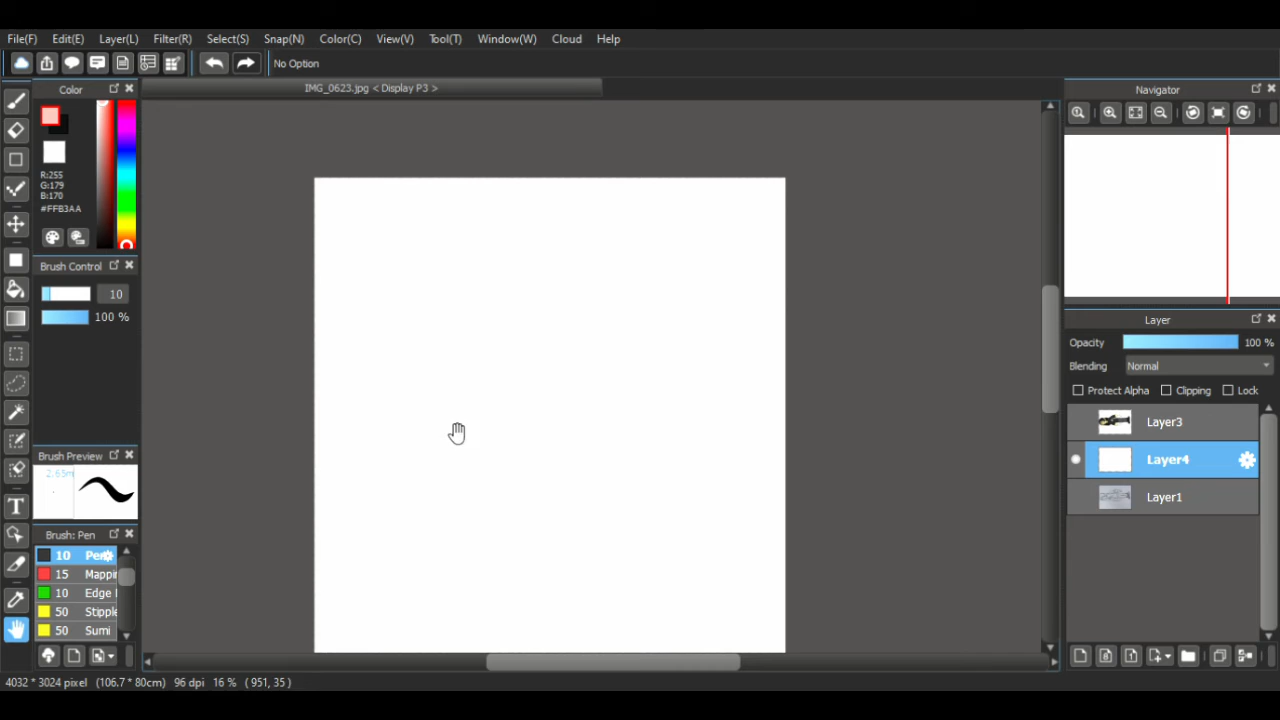 File(F) Edit(E) Layer(L) Filter(R) Select(S) Snap(N) Color(C) View(V) Tool(T) Window(W) Cloud Help
No Option
Color
IMG_0623.jpg < Display P3 >
Navigator
R:255
G:179
B:170
#FFB3AA
Brush Control
10
100 %
Layer
Opacity 100 %
Blending Normal
Protect Alpha Clipping Lock
Layer3
Layer4
Layer1
Brush Preview
Brush: Pen
10 Pen
15 Mappin
10 Edge
50 Stipple
50 Sumi
T
4032 * 3024 pixel (106.7 * 80cm) 96 dpi 16 % ( 951, 35 )